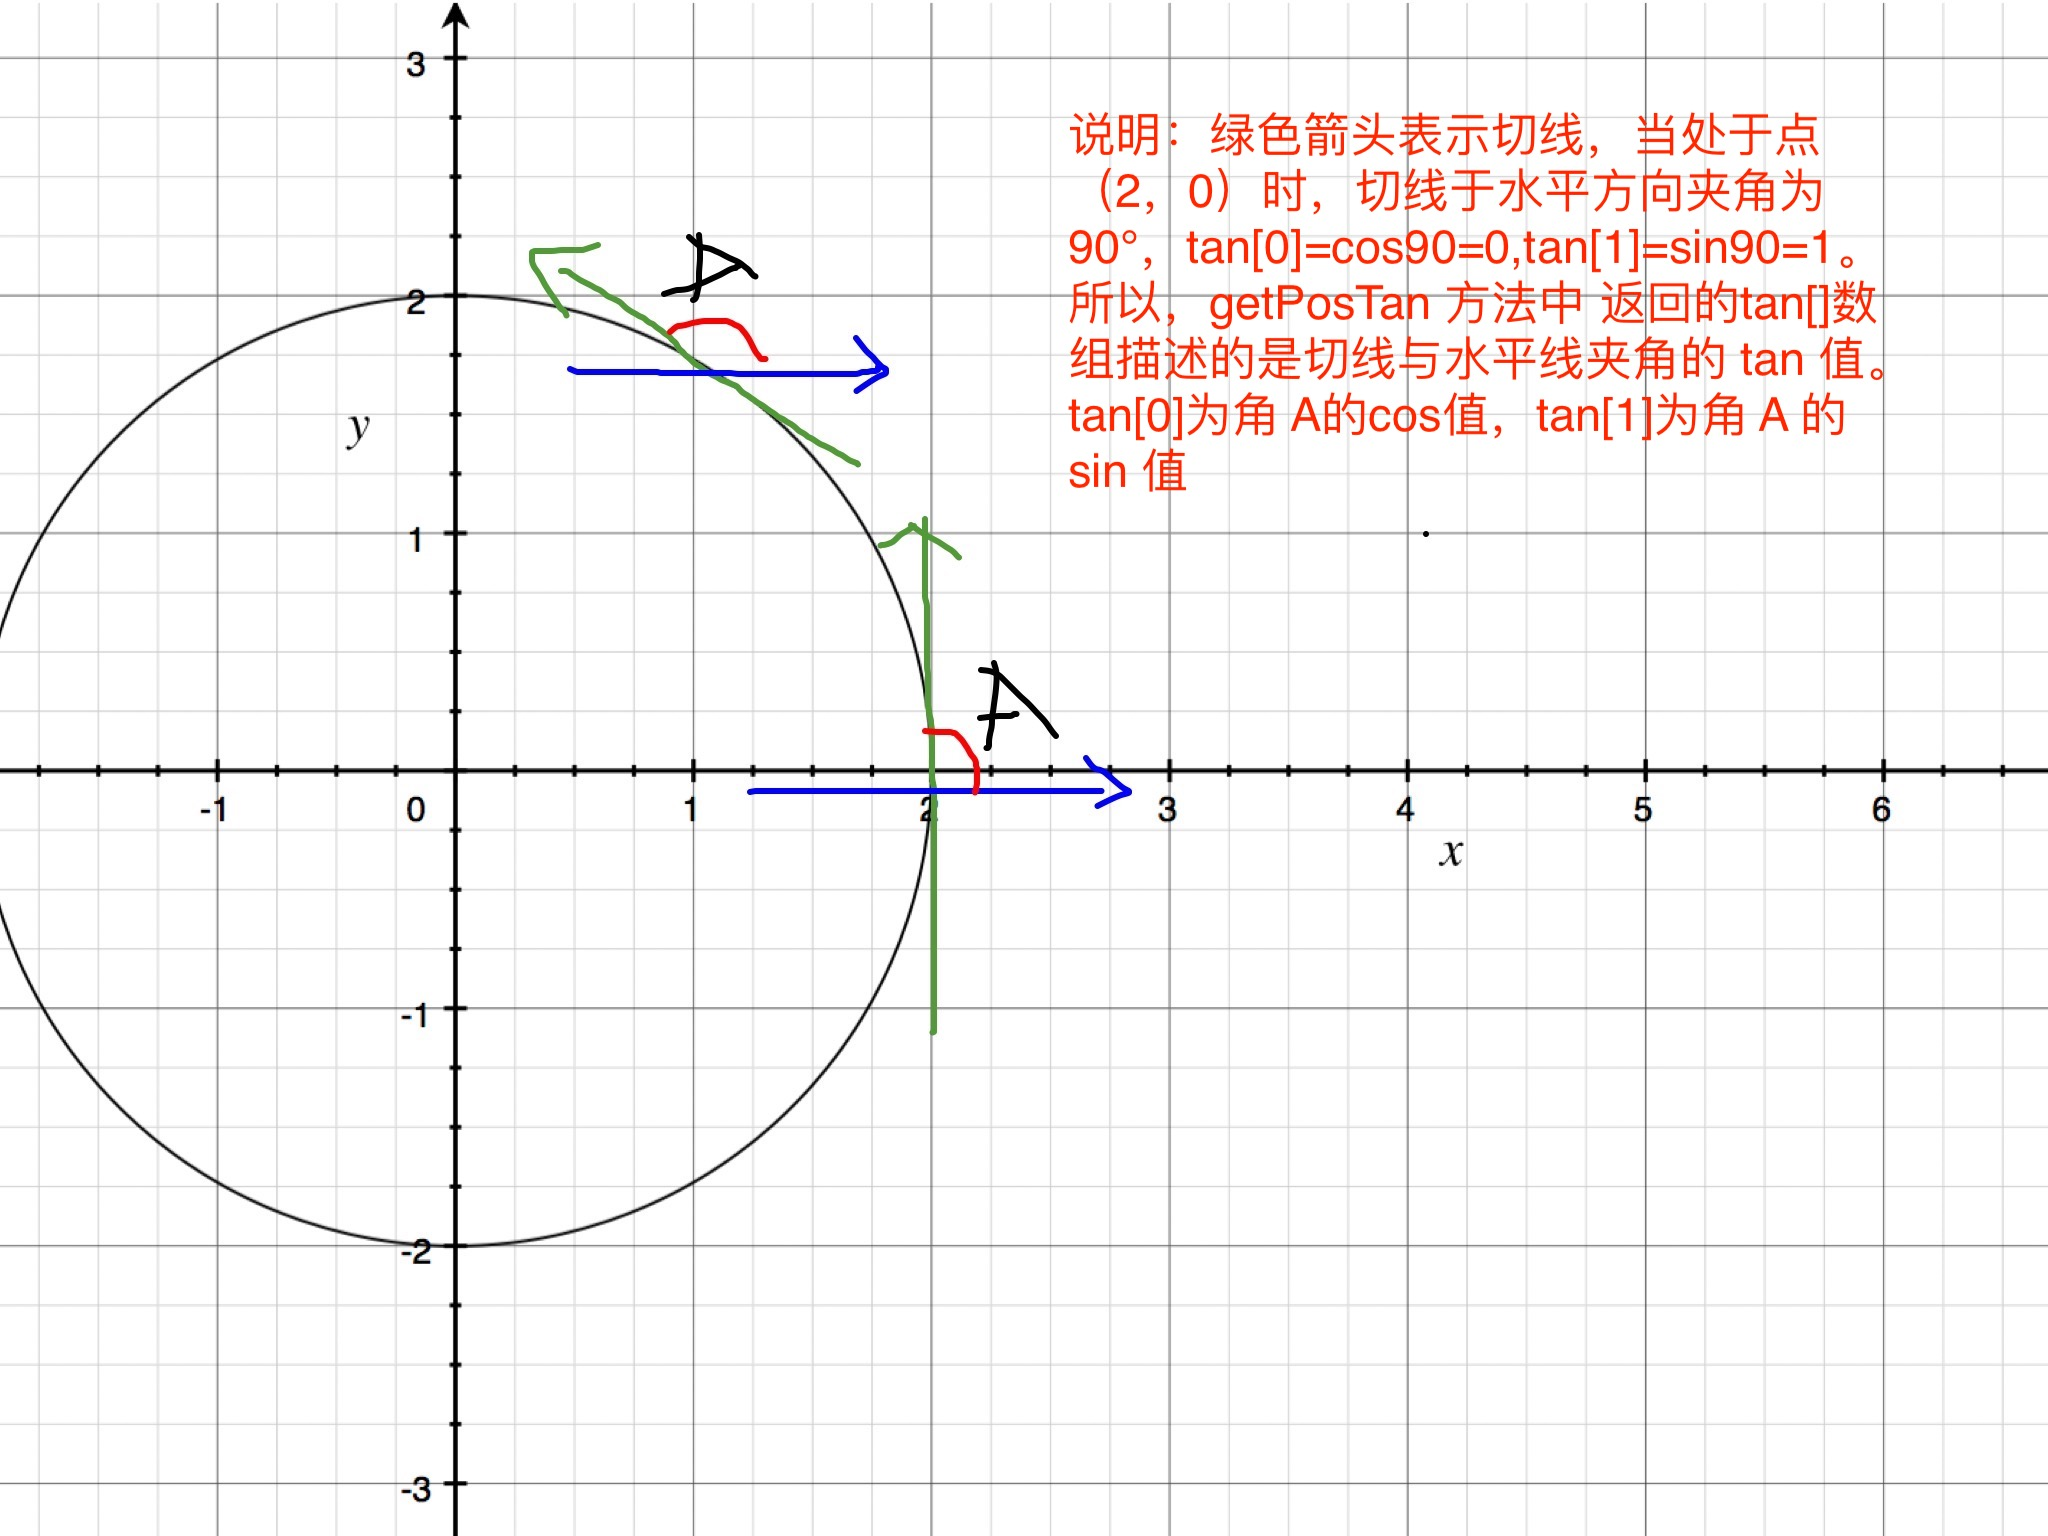 3
说明：绿色箭头表示切线，当处于点
（2，0）时，切线于水平方向夹角为
90°，tan[0]=cos90=0,tan[1]=sin90=1。
所以，getPosTan 方法中 返回的tan[]数
组描述的是切线与水平线夹角的 tan 值。
tan[0]为角 A的cos值，tan[1]为角 A 的
sin 值
A
2
y
1
A
-1 0 1 2 3 4 5 6
x
-1
-2
-3